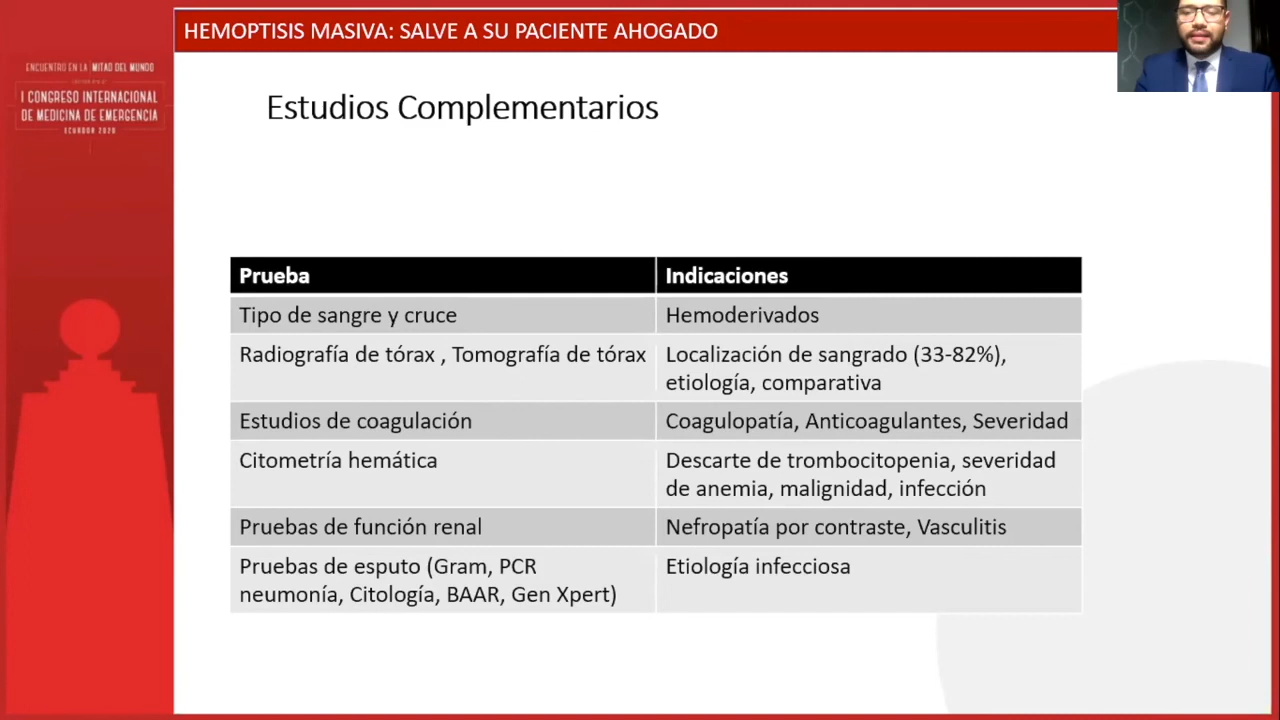 HEMOPTISIS MASIVA: SALVE A SU PACIENTE AHOGADO
ENCUENTRO EN LA MITAD DEL MUNDO
I CONGRESO INTERNACIONAL
DE MEDICINA DE EMERGENCIA
ECUADOR 2020
Estudios Complementarios
Prueba Indicaciones
Tipo de sangre y cruce Hemoderivados
Radiografía de tórax , Tomografía de tórax Localización de sangrado (33-82%),
etiología, comparativa
Estudios de coagulación Coagulopatía, Anticoagulantes, Severidad
Citometría hemática Descarte de trombocitopenia, severidad
de anemia, malignidad, infección
Pruebas de función renal Nefropatía por contraste, Vasculitis
Pruebas de esputo (Gram, PCR Etiología infecciosa
neumonía, Citología, BAAR, Gen Xpert)